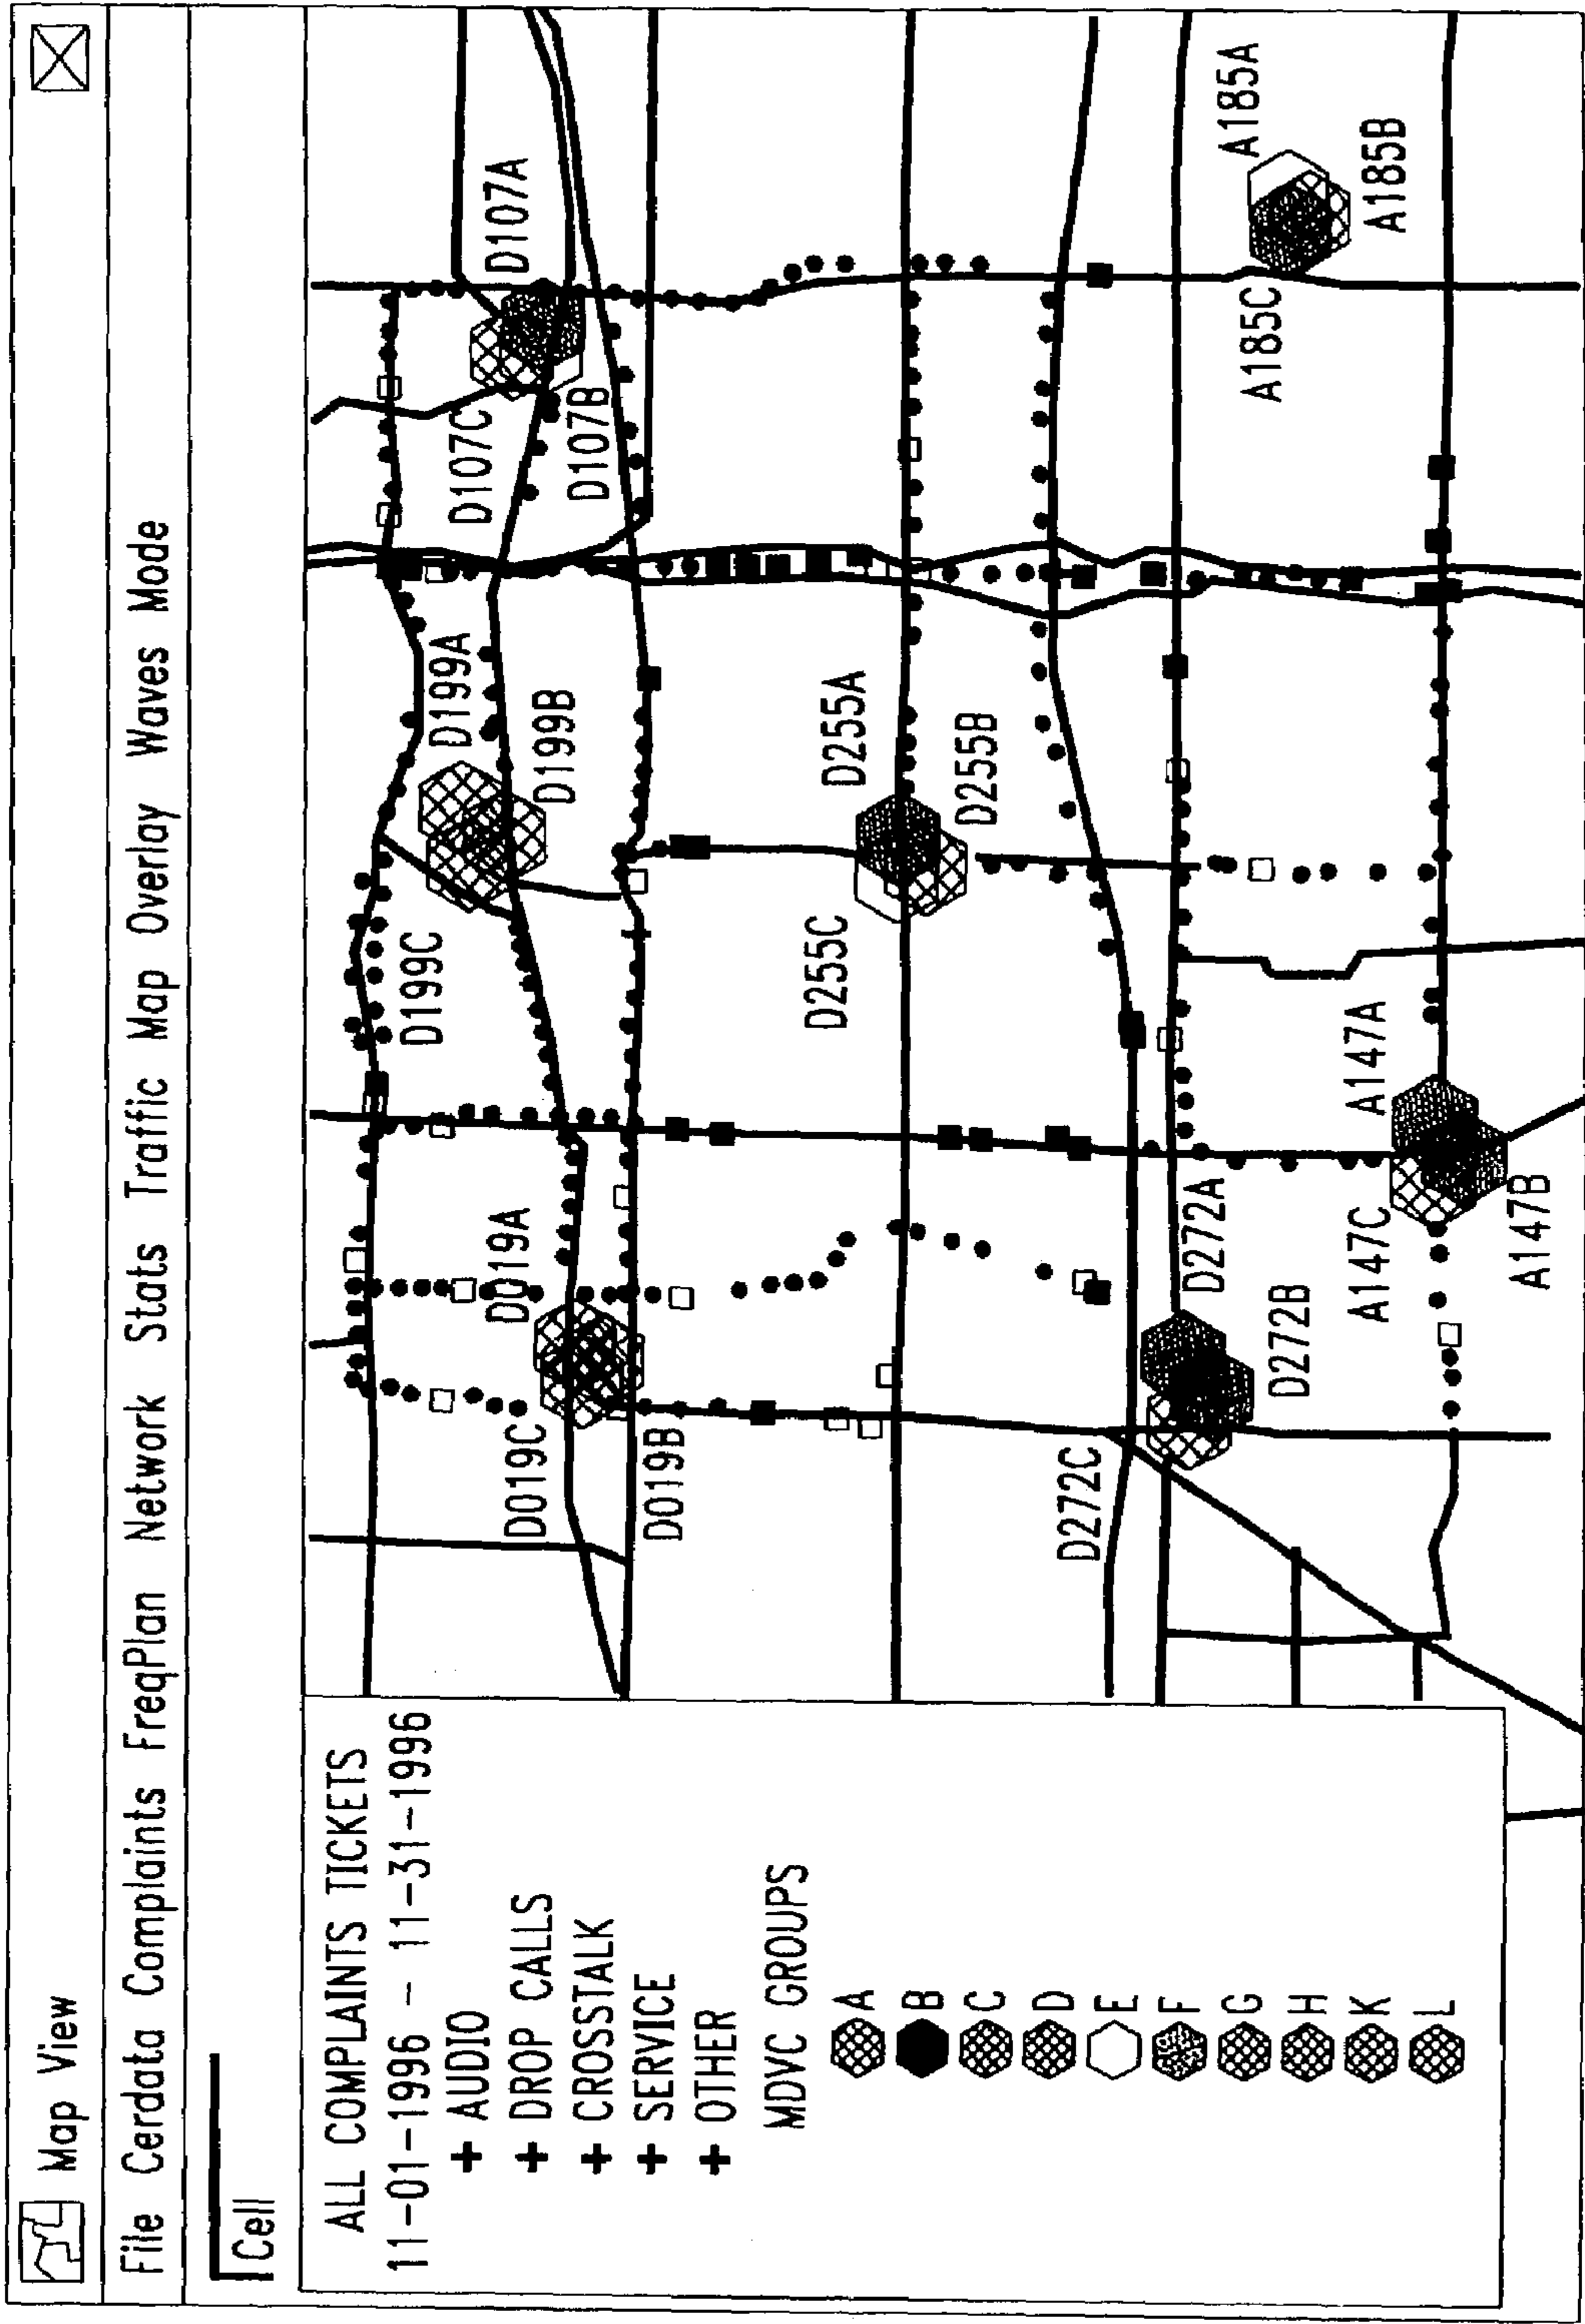 Map View
File Cerdata Complaints FreqPlan Network Stats Traffic Map Overlay Waves Mode
Cell
ALL COMPLAINTS TICKETS
11-01-1996 - 11-31-1996
+ AUDIO
+ DROP CALLS
+ CROSSTALK
+ SERVICE
+ OTHER
MDVC GROUPS
A
B
C
D
E
F
G
H
K
L
D199C
D199A
D199B
D107C
D107A
D107B
D019C
D019A
D019B
D255C
D255A
D255B
D272C
D272A
D272B
A147C
A147A
A147B
A185C
A185A
A185B